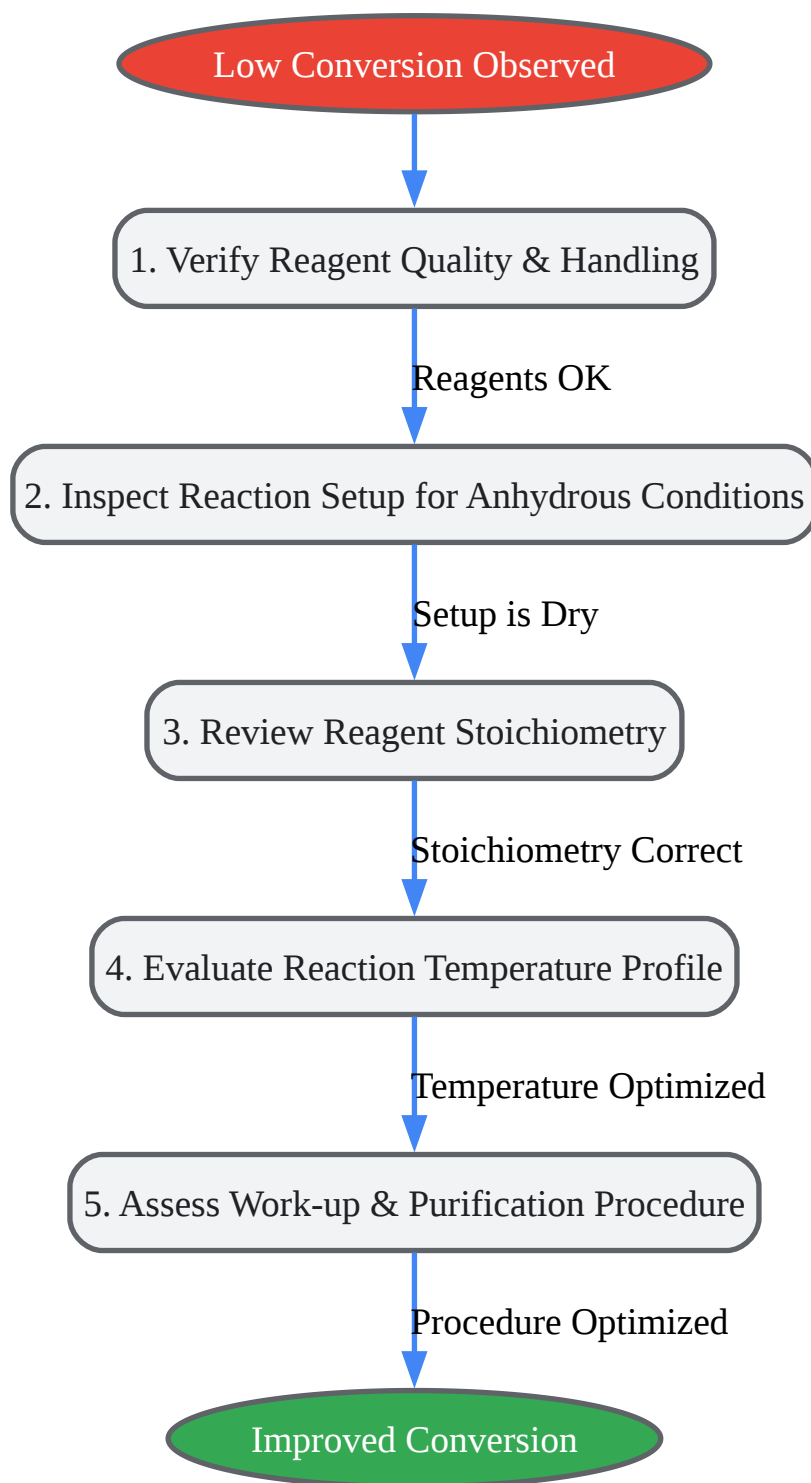 Low Conversion Observed
1. Verify Reagent Quality & Handling
Reagents OK
2. Inspect Reaction Setup for Anhydrous Conditions
Setup is Dry
3. Review Reagent Stoichiometry
Stoichiometry Correct
4. Evaluate Reaction Temperature Profile
Temperature Optimized
5. Assess Work-up & Purification Procedure
Procedure Optimized
Improved Conversion